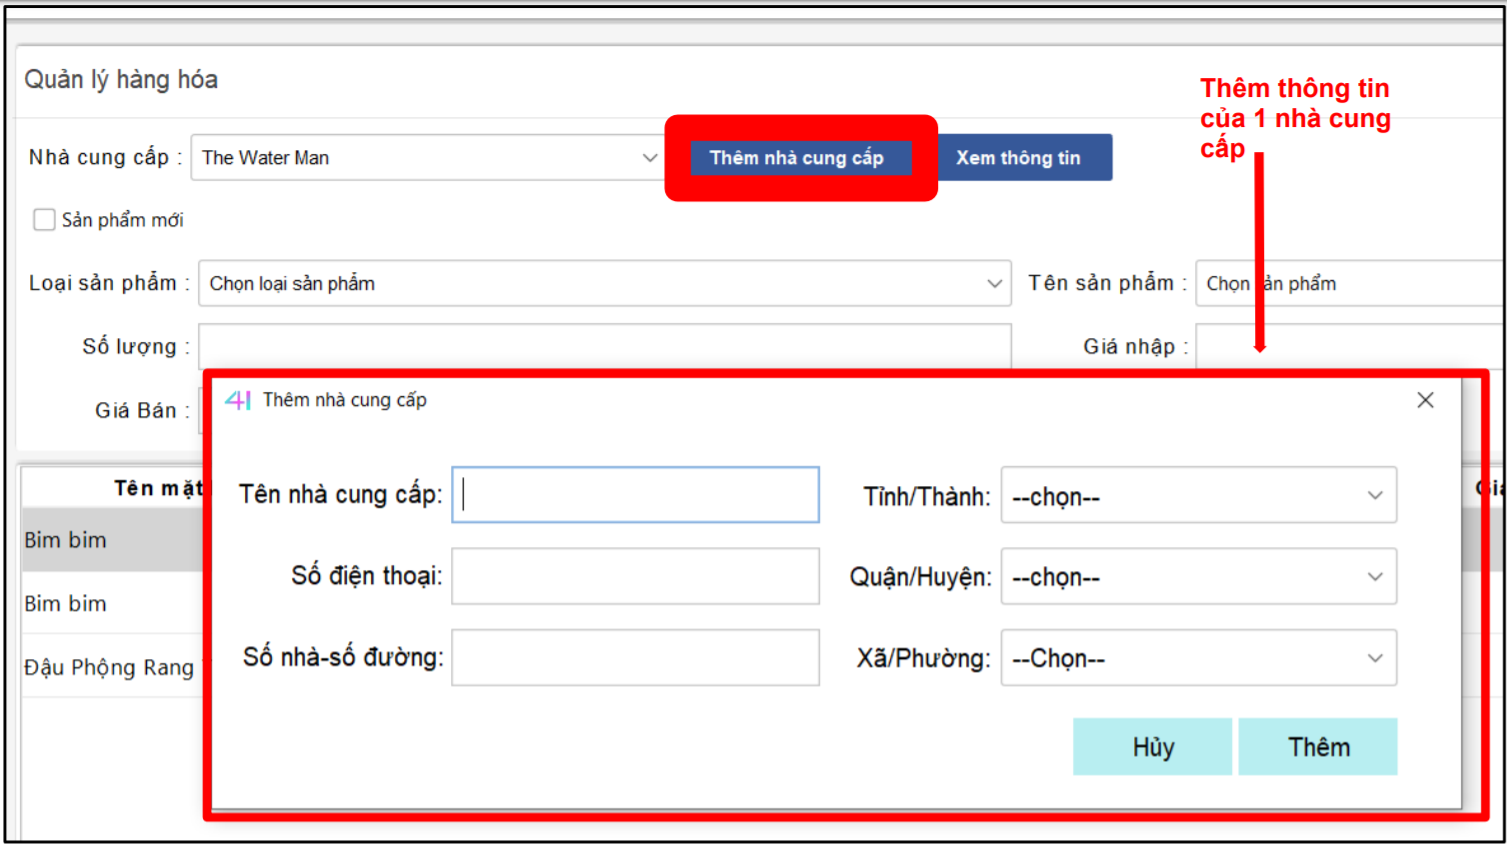 Quản lý hàng hóa
Thêm thông tin
của 1 nhà cung
cấp
Nhà cung cấp : The Water Man Thêm nhà cung cấp Xem thông tin
Sản phẩm mới
Loại sản phẩm : Chọn loại sản phẩm Tên sản phẩm : Chọn sản phẩm
Số lượng : Giá nhập :
Giá Bán :
4I Thêm nhà cung cấp
Tên mặt
Tên nhà cung cấp: Tỉnh/Thành: --chọn--
Bim bim
Số điện thoại: Quận/Huyện: --chọn--
Bim bim
Số nhà-số đường: Xã/Phường: --Chọn--
Đậu Phộng Rang
Hủy Thêm